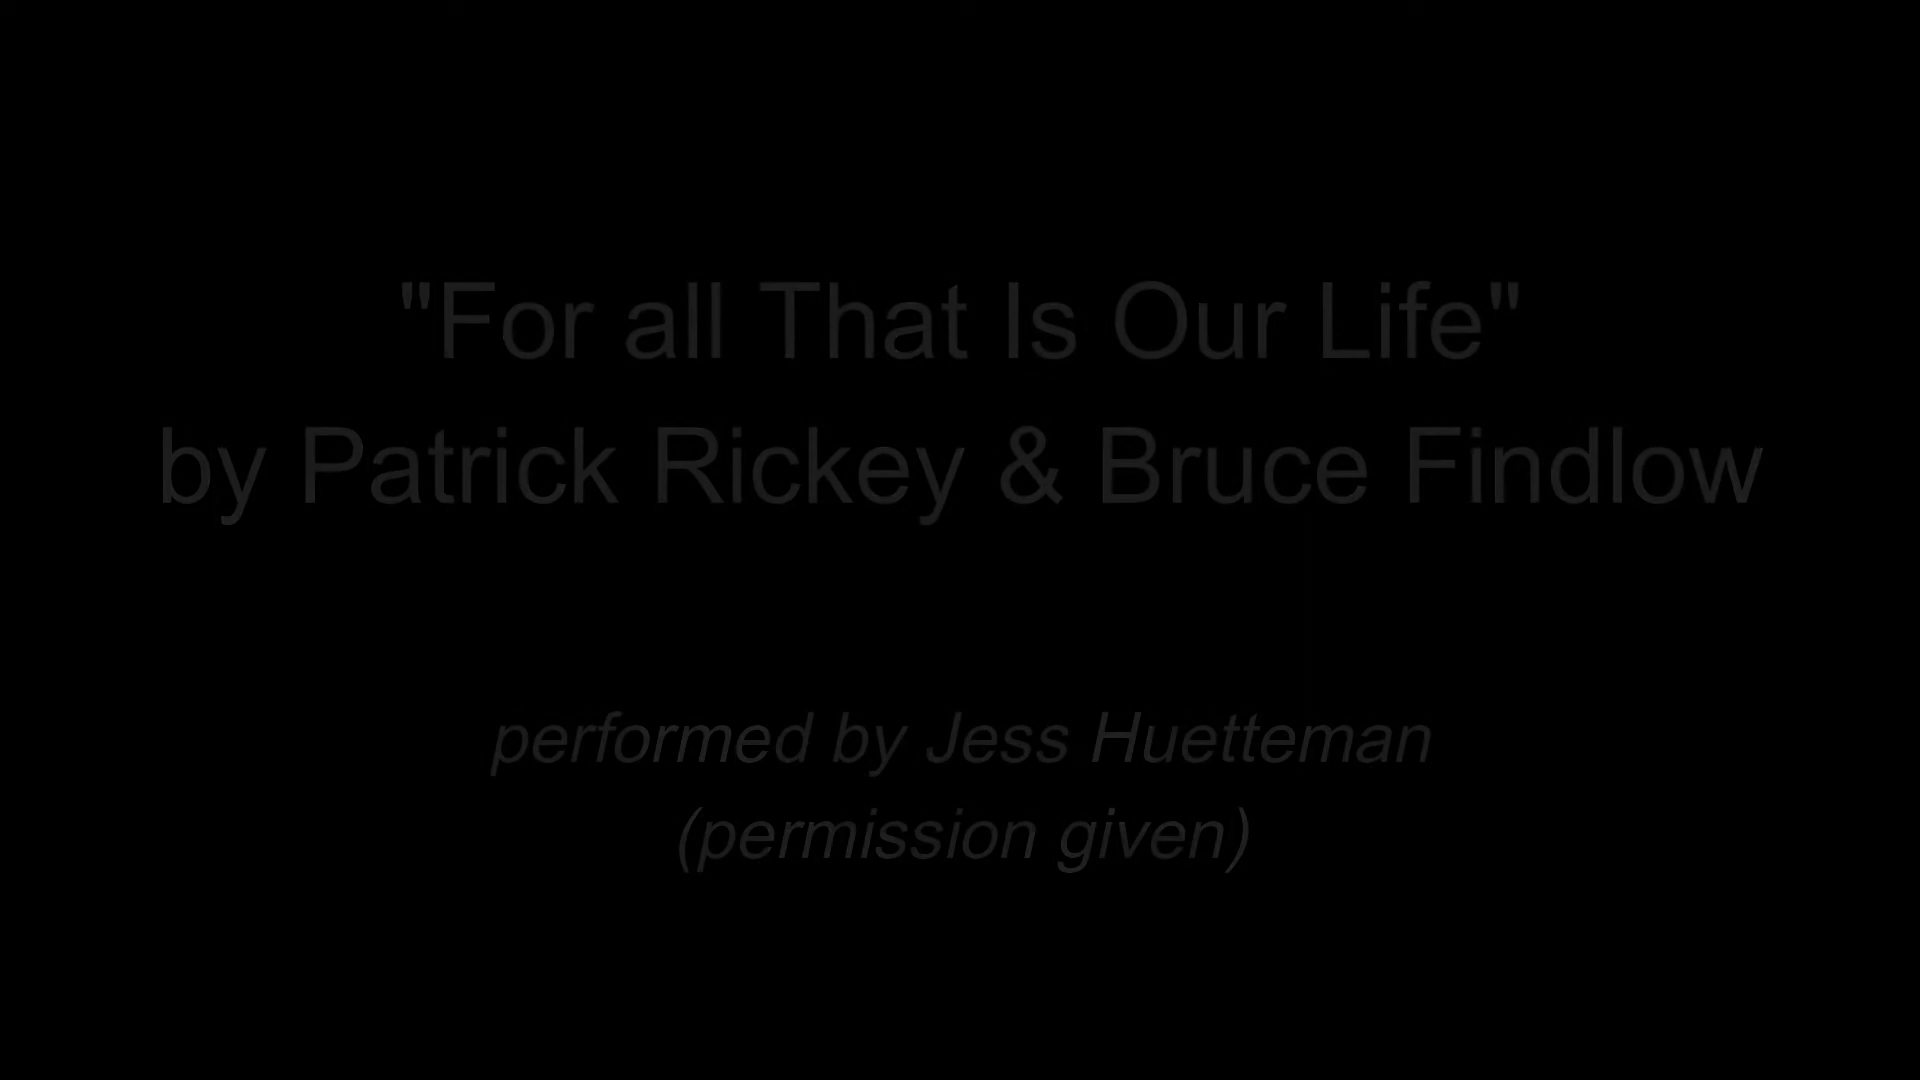 "For all That Is Our Life"
by Patrick Rickey & Bruce Findlow
performed by Jess Huetteman
(permission given)